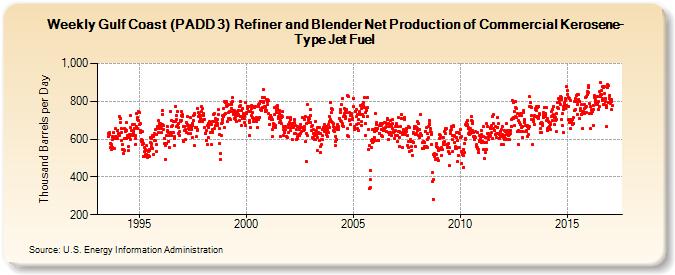 Weekly Gulf Coast (PADD 3) Refiner and Blender Net Production of Commercial Kerosene-
Type Jet Fuel
Thousand Barrels per Day
1,000
800
600
400
200
1995
2000
2005
2010
2015
Source: U.S. Energy Information Administration